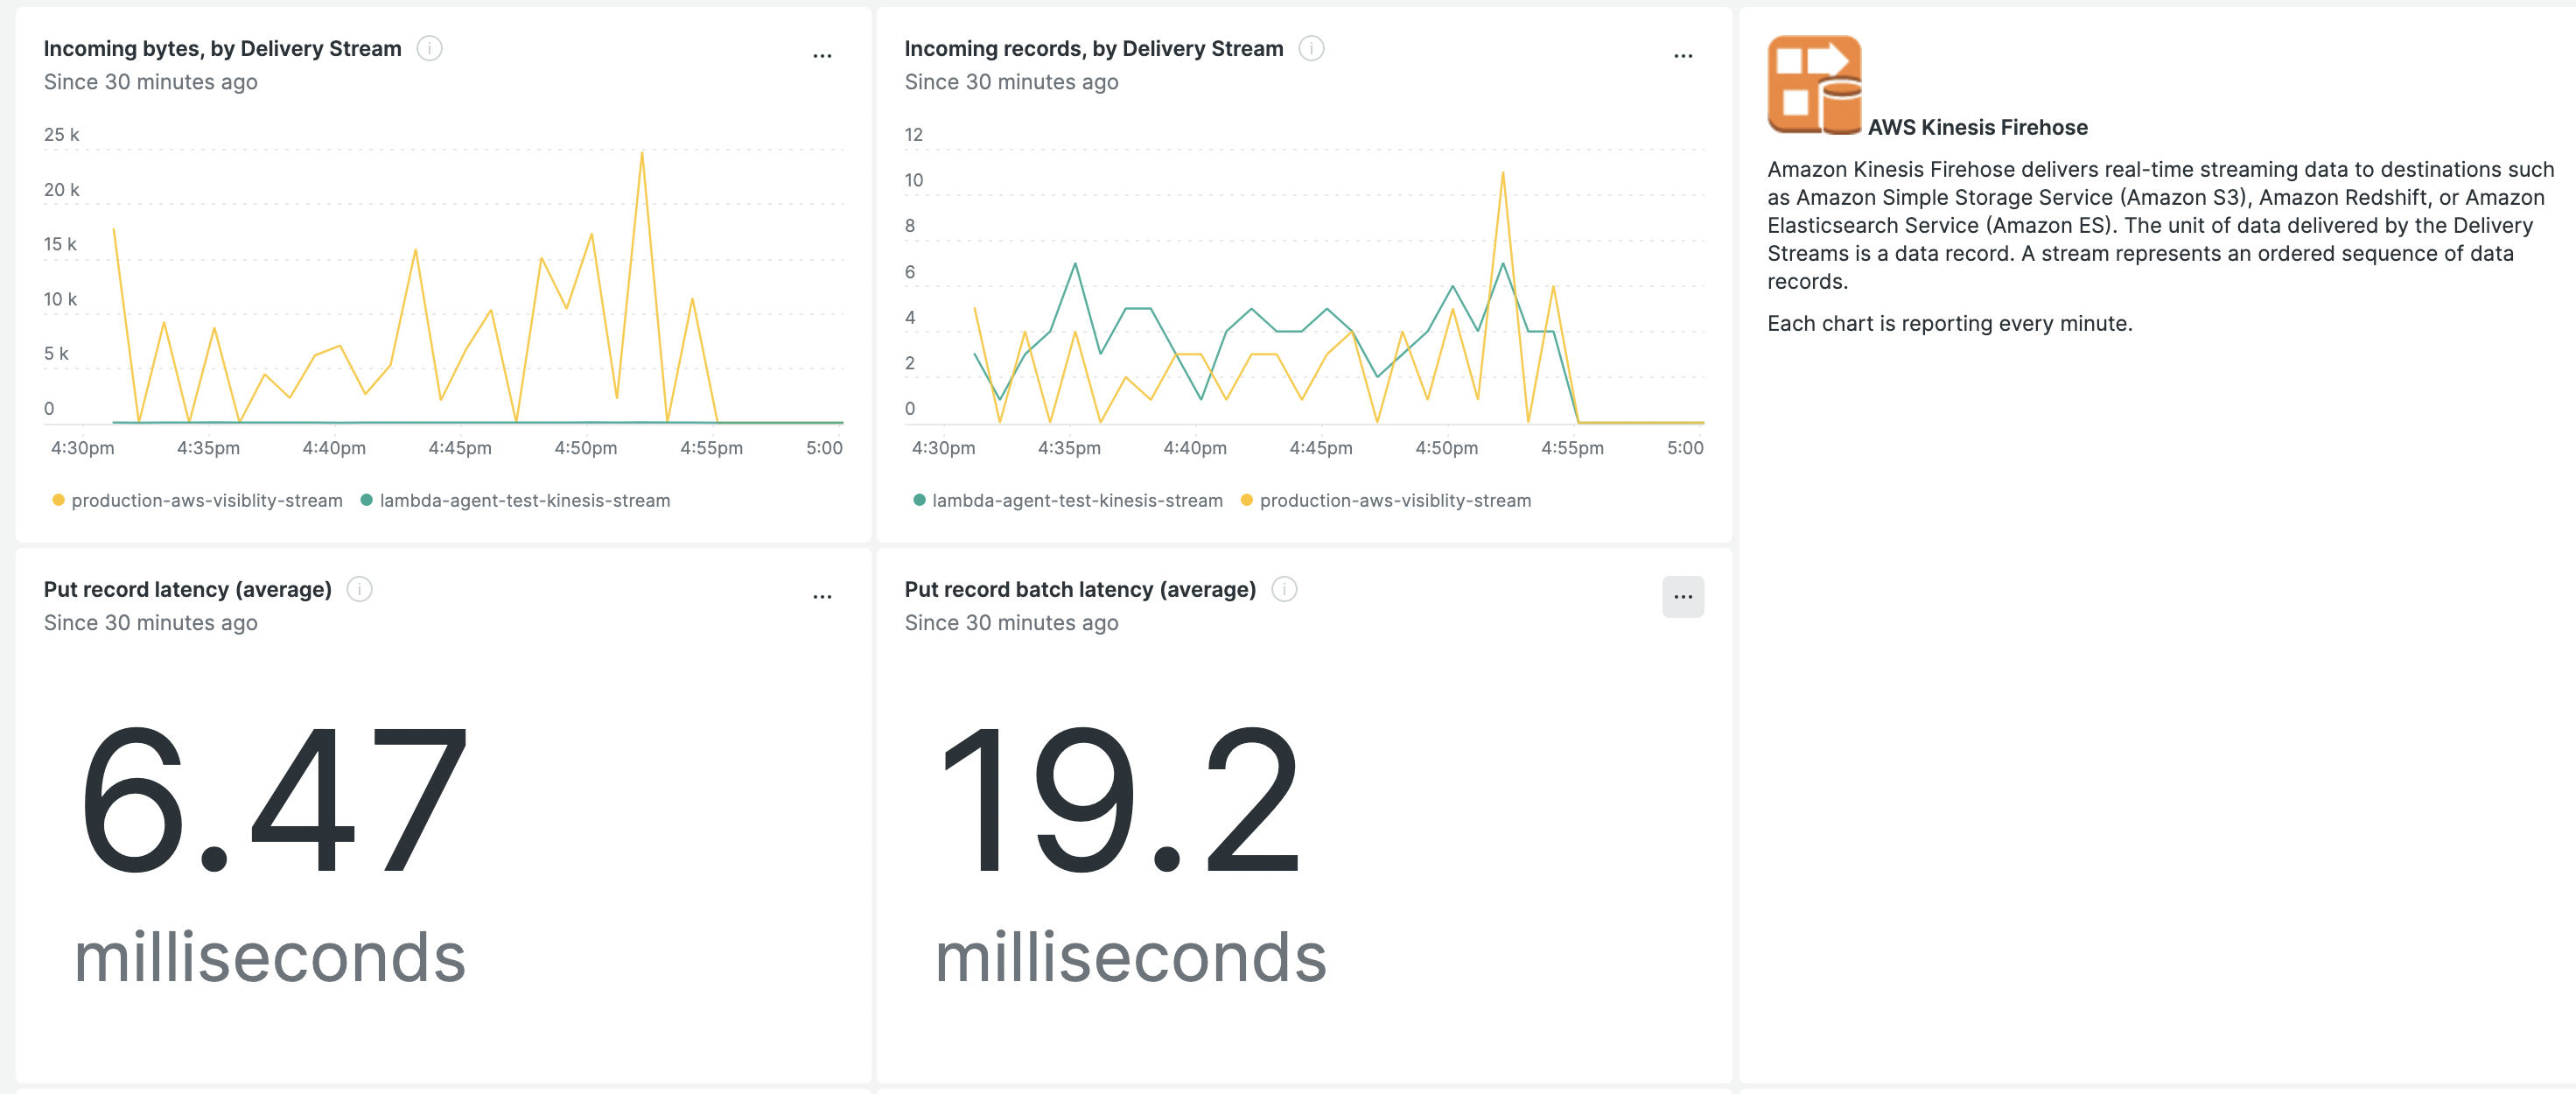 Incoming bytes, by Delivery Stream
Since 30 minutes ago
25 k
20 k
15 k
10 k
5 k
0
4:30pm 4:35pm 4:40pm 4:45pm 4:50pm 4:55pm 5:00
production-aws-visiblity-stream lambda-agent-test-kinesis-stream
Incoming records, by Delivery Stream
Since 30 minutes ago
12
10
8
6
4
2
0
4:30pm 4:35pm 4:40pm 4:45pm 4:50pm 4:55pm 5:00
lambda-agent-test-kinesis-stream production-aws-visiblity-stream
AWS Kinesis Firehose
Amazon Kinesis Firehose delivers real-time streaming data to destinations such
as Amazon Simple Storage Service (Amazon S3), Amazon Redshift, or Amazon
Elasticsearch Service (Amazon ES). The unit of data delivered by the Delivery
Streams is a data record. A stream represents an ordered sequence of data
records.
Each chart is reporting every minute.
Put record latency (average)
Since 30 minutes ago
6.47
milliseconds
Put record batch latency (average)
Since 30 minutes ago
19.2
milliseconds